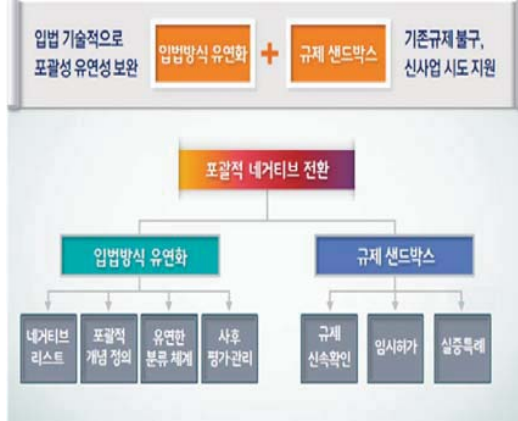 입법 기술적으로
포괄성 유연성 보완
입법방식 유연화
+
규제 샌드박스
기존규제 불구,
신사업 시도 지원
포괄적 네거티브 전환
입법방식 유연화
규제 샌드박스
네거티브
리스트
포괄적
개념 정의
유연한
분류 체계
사후
평가·관리
규제
신속확인
임시허가
실증특례